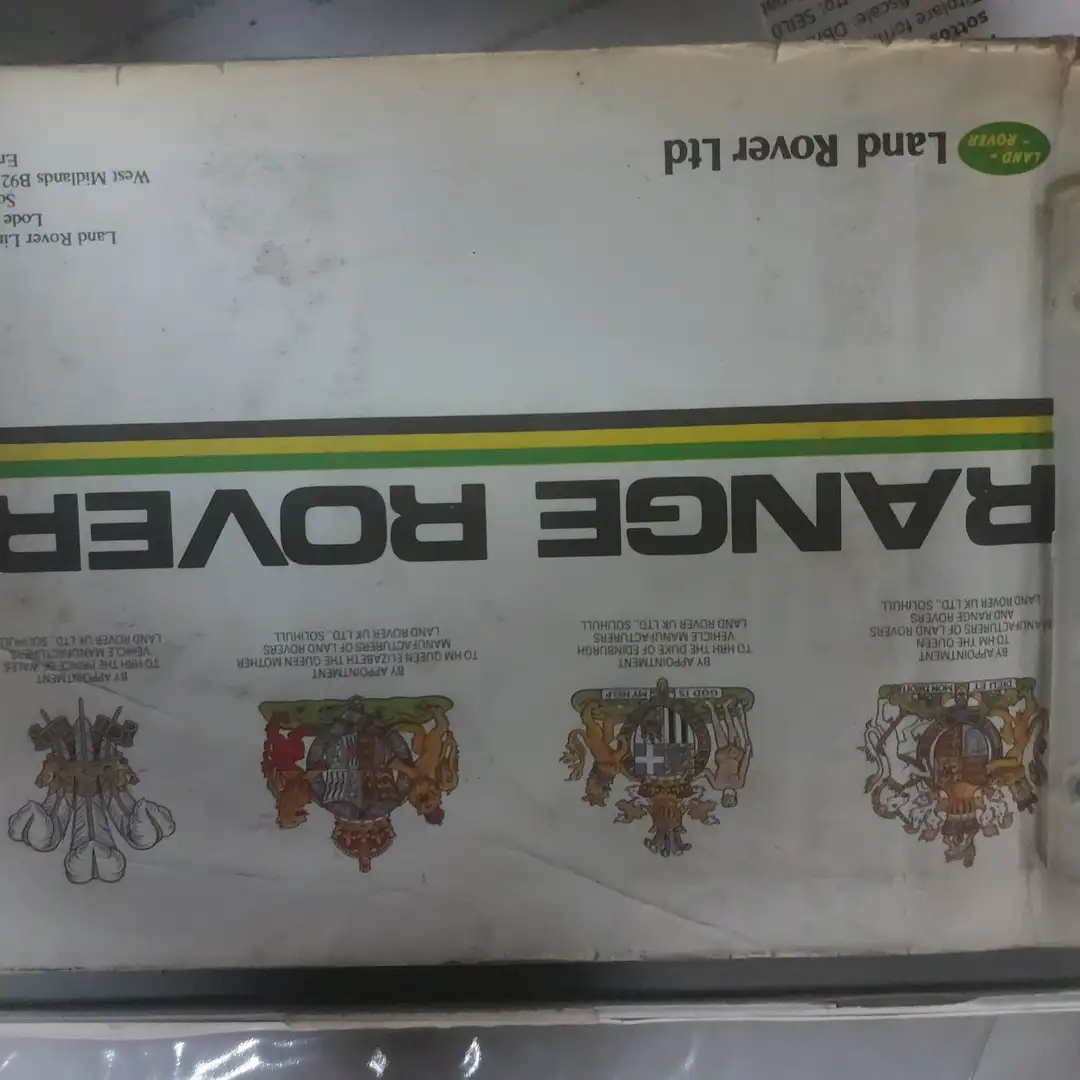 BY APPOINTMENT
TO HM THE QUEEN
MANUFACTURERS OF LAND ROVERS
AND RANGE ROVERS
LAND ROVER UK LTD., SOLIHULL
BY APPOINTMENT
TO HRH THE DUKE OF EDINBURGH
VEHICLE MANUFACTURERS
LAND ROVER UK LTD., SOLIHULL
BY APPOINTMENT
TO HM QUEEN ELIZABETH THE QUEEN MOTHER
MANUFACTURERS OF LAND ROVERS
LAND ROVER UK LTD., SOLIHULL
BY APPOINTMENT
TO HRH THE PRINCE OF WALES
VEHICLE MANUFACTURERS
LAND ROVER UK LTD., SOLIHULL
GOD IS MY HELP
RANGE ROVER
LAND - ROVER
Land Rover Ltd
Land Rover
Lode
West Midlands B92